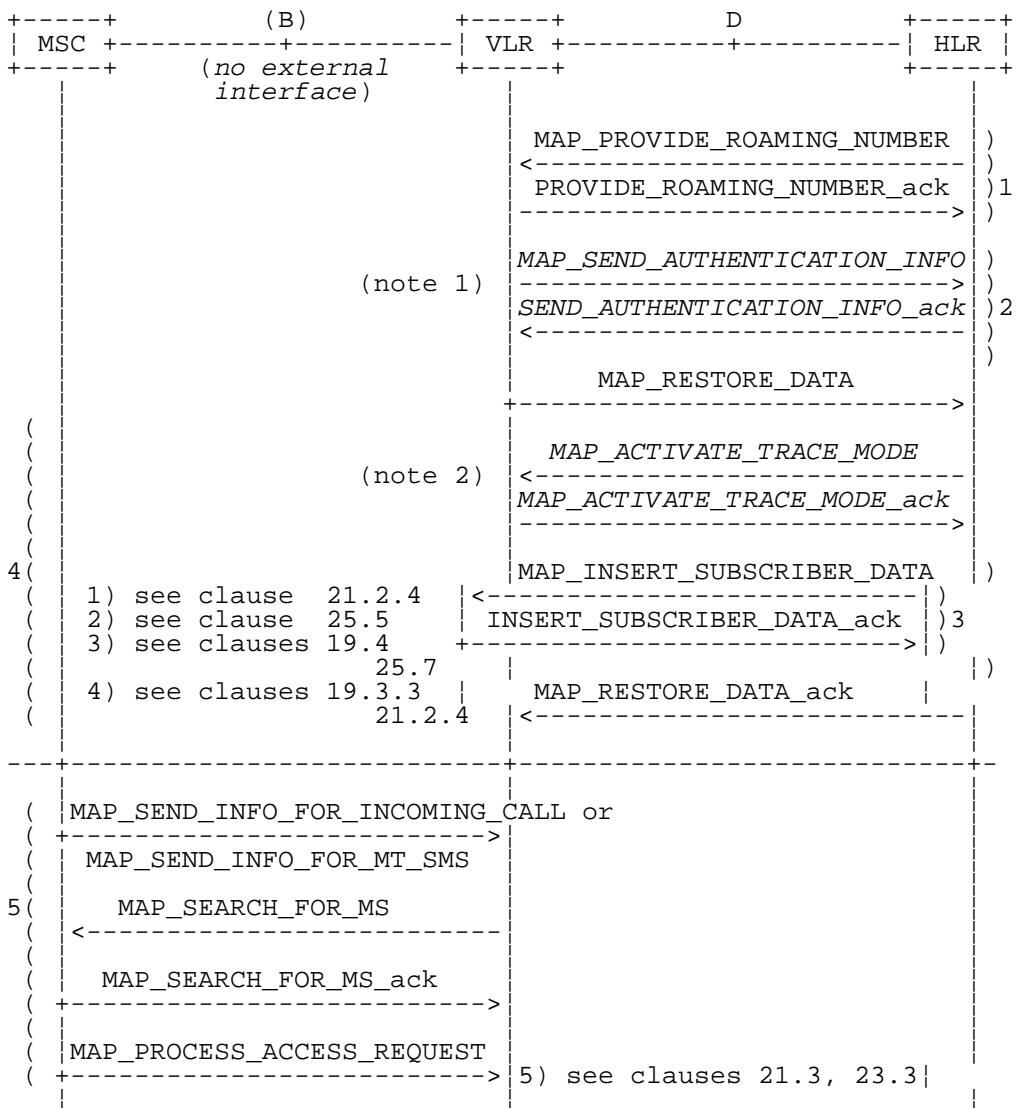 (B) D
MSC VLR HLR
(no external
interface)
MAP_PROVIDE_ROAMING_NUMBER )
)
PROVIDE_ROAMING_NUMBER_ack )1
)
MAP_SEND_AUTHENTICATION_INFO )
(note 1) )
SEND_AUTHENTICATION_INFO_ack )2
)
)
MAP_RESTORE_DATA
(
( MAP_ACTIVATE_TRACE_MODE
( (note 2)
( MAP_ACTIVATE_TRACE_MODE_ack
(
(
4( MAP_INSERT_SUBSCRIBER_DATA )
( 1) see clause 21.2.4 )
( 2) see clause 25.5 INSERT_SUBSCRIBER_DATA_ack )3
( 3) see clauses 19.4 )
( 25.7 )
( 4) see clauses 19.3.3 MAP_RESTORE_DATA_ack
( 21.2.4
( MAP_SEND_INFO_FOR_INCOMING_CALL or
(
( MAP_SEND_INFO_FOR_MT_SMS
(
5( MAP_SEARCH_FOR_MS
(
(
( MAP_SEARCH_FOR_MS_ack
(
(
( MAP_PROCESS_ACCESS_REQUEST
( 5) see clauses 21.3, 23.3